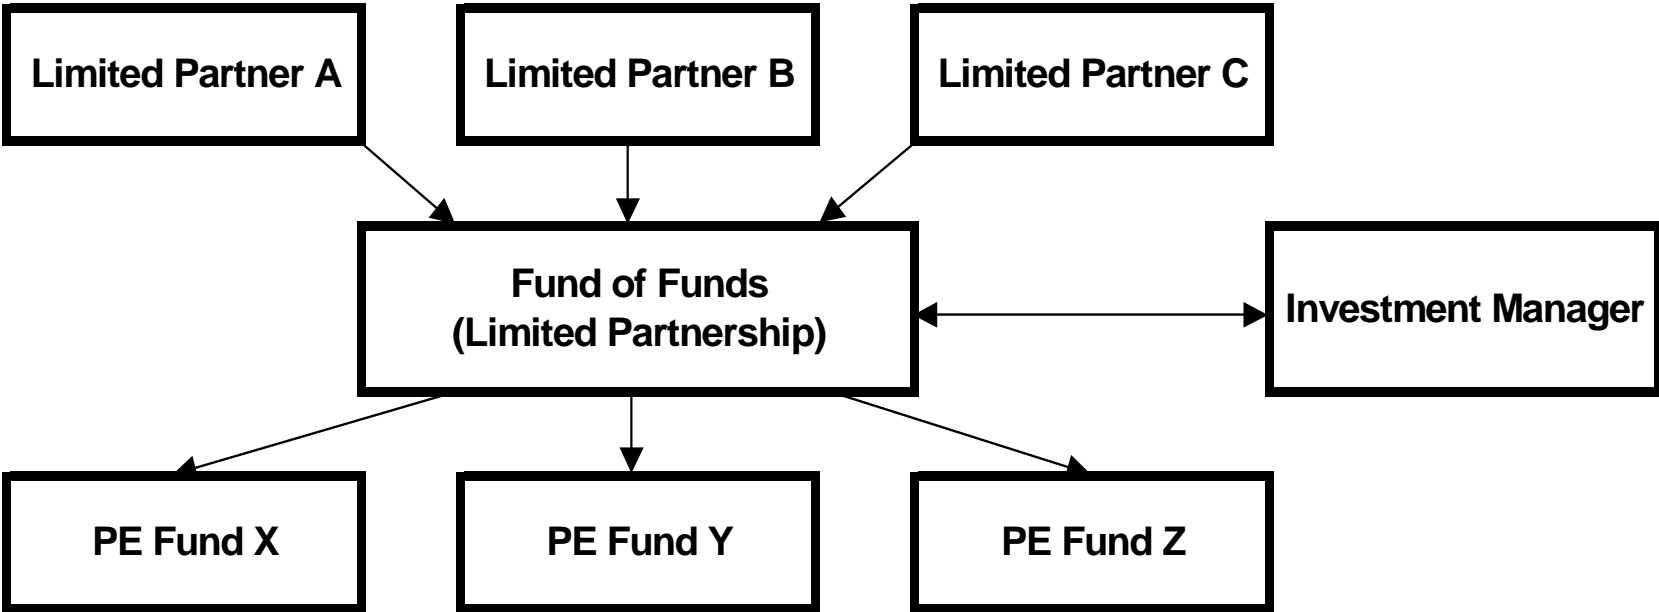 Limited Partner A
Limited Partner B
Limited Partner C
Fund of Funds
(Limited Partnership)
Investment Manager
PE Fund X
PE Fund Y
PE Fund Z